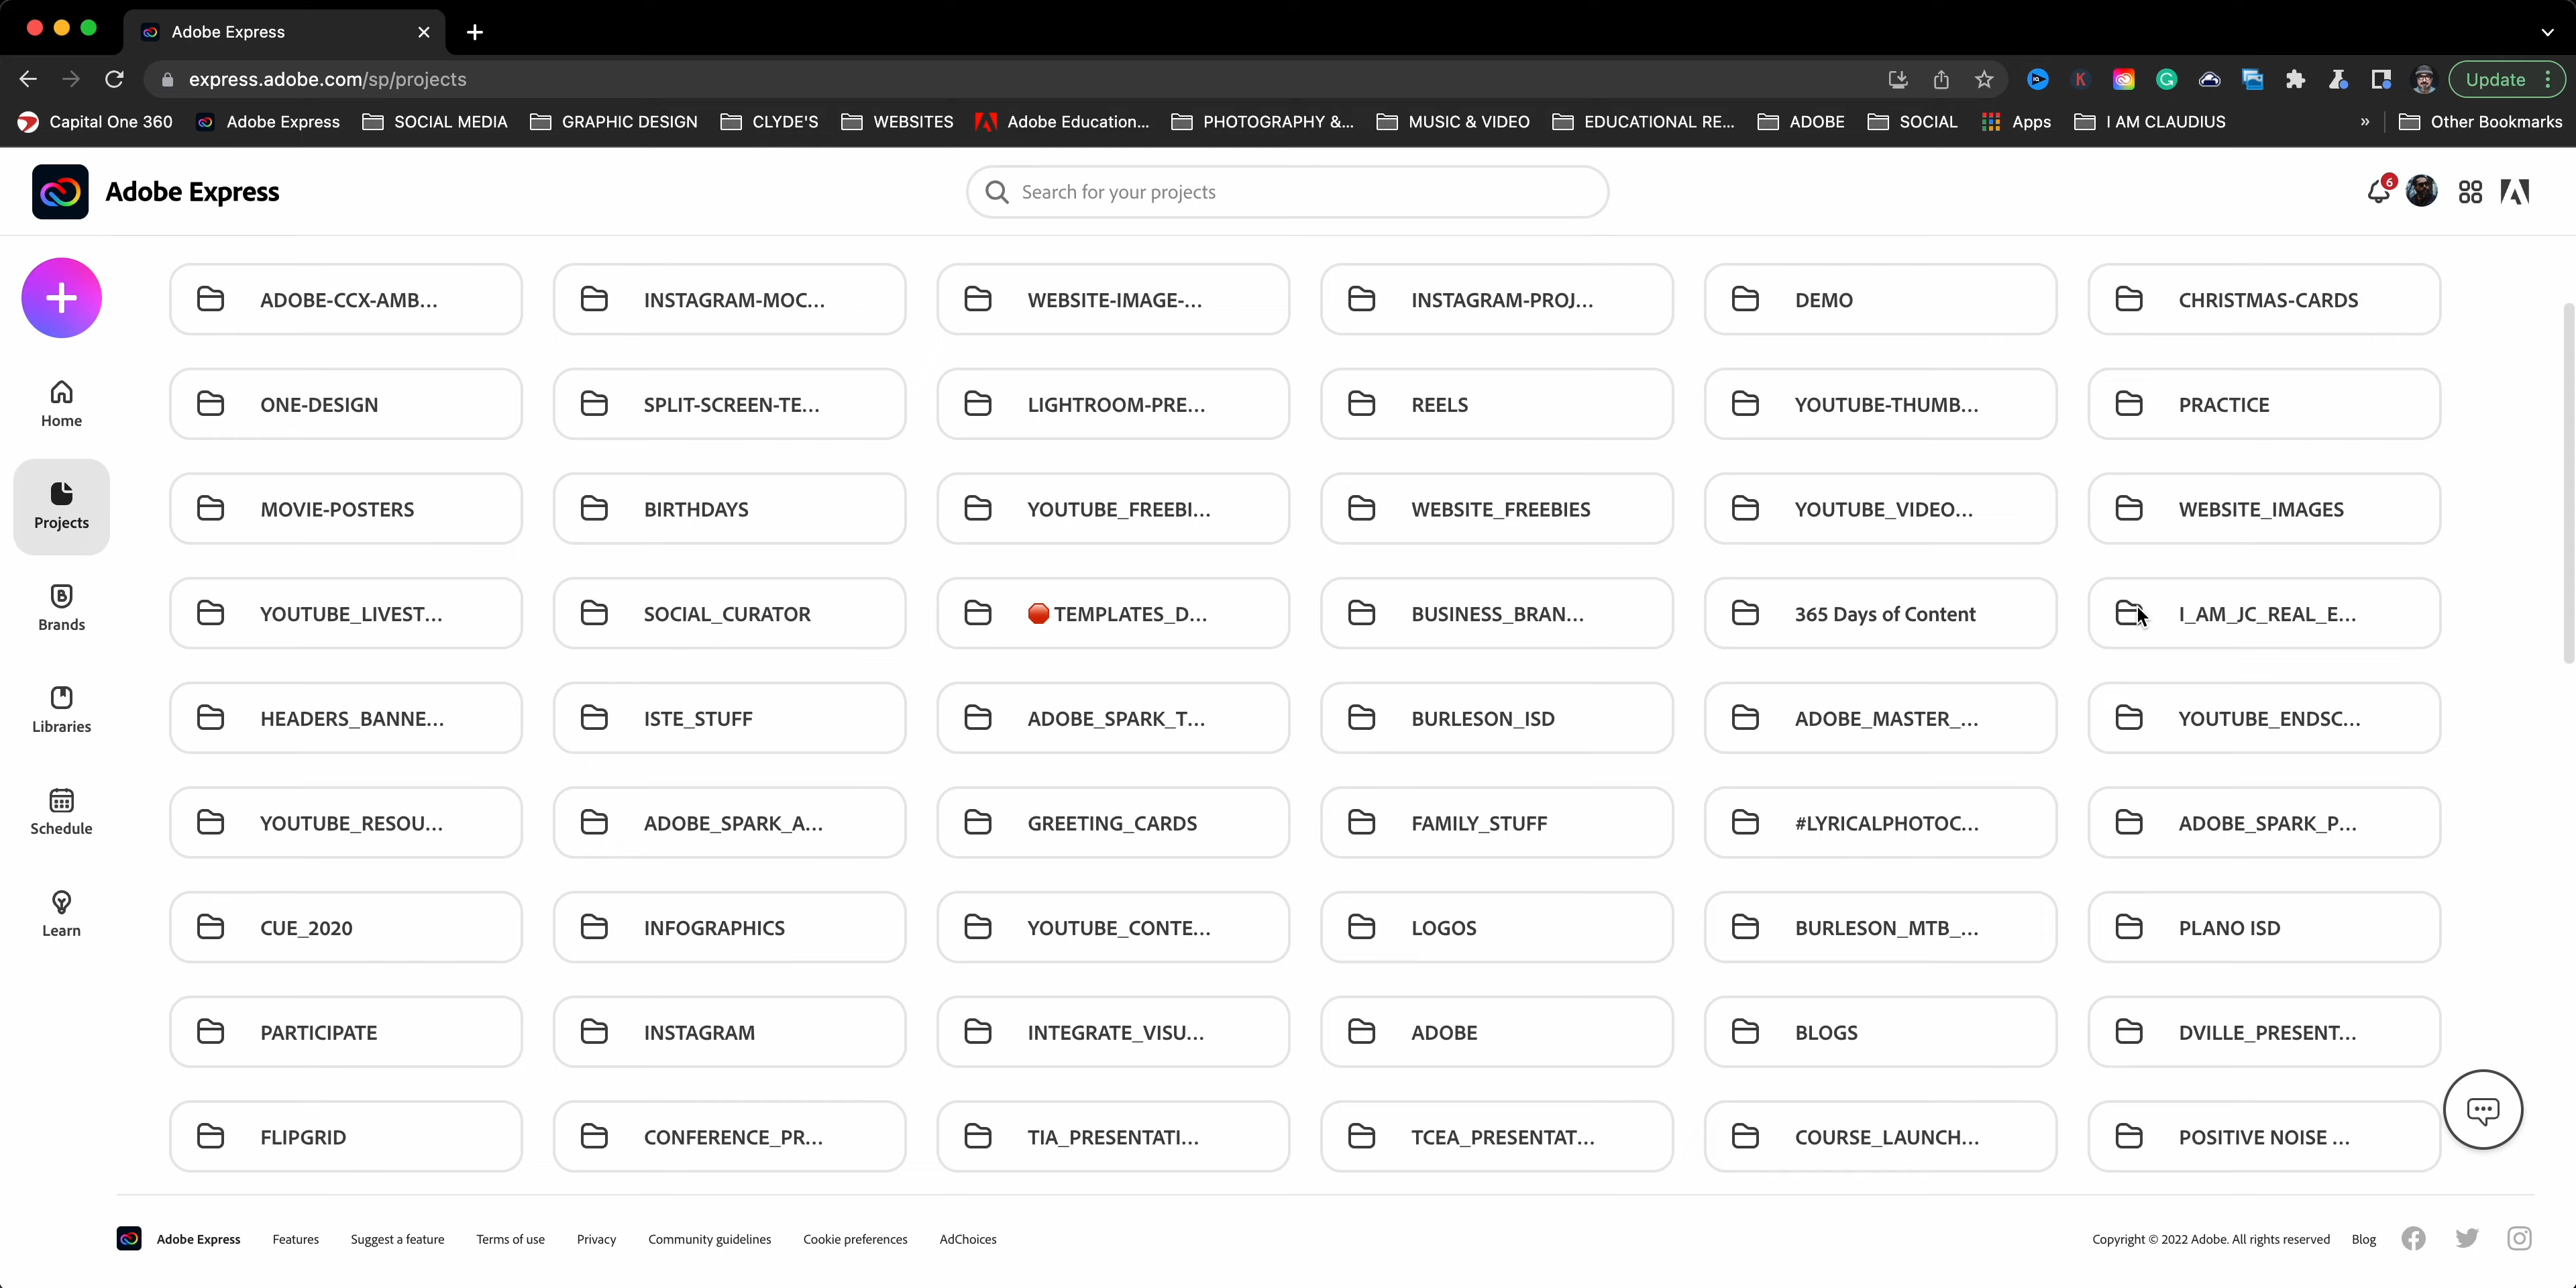 Adobe Express
express.adobe.com/sp/projects
Update
Capital One 360 Adobe Express SOCIAL MEDIA GRAPHIC DESIGN CLYDE'S WEBSITES Adobe Education... PHOTOGRAPHY &... MUSIC & VIDEO EDUCATIONAL RE... ADOBE SOCIAL Apps I AM CLAUDIUS » Other Bookmarks
Adobe Express
Search for your projects
6
ADOBE-CCX-AMB... INSTAGRAM-MOC... WEBSITE-IMAGE-... INSTAGRAM-PROJ... DEMO CHRISTMAS-CARDS
Home
ONE-DESIGN SPLIT-SCREEN-TE... LIGHTROOM-PRE... REELS YOUTUBE-THUMB... PRACTICE
Projects
MOVIE-POSTERS BIRTHDAYS YOUTUBE_FREEBI... WEBSITE_FREEBIES YOUTUBE_VIDEO... WEBSITE_IMAGES
Brands
YOUTUBE_LIVEST... SOCIAL_CURATOR 🛑 TEMPLATES_D... BUSINESS_BRAN... 365 Days of Content I_AM_JC_REAL_E...
Libraries
HEADERS_BANNE... ISTE_STUFF ADOBE_SPARK_T... BURLESON_ISD ADOBE_MASTER_... YOUTUBE_ENDSC...
Schedule
YOUTUBE_RESOU... ADOBE_SPARK_A... GREETING_CARDS FAMILY_STUFF #LYRICALPHOTOC... ADOBE_SPARK_P...
Learn
CUE_2020 INFOGRAPHICS YOUTUBE_CONTE... LOGOS BURLESON_MTB_... PLANO ISD
PARTICIPATE INSTAGRAM INTEGRATE_VISU... ADOBE BLOGS DVILLE_PRESENT...
FLIPGRID CONFERENCE_PR... TIA_PRESENTATI... TCEA_PRESENTAT... COURSE_LAUNCH... POSITIVE NOISE ...
Adobe Express Features Suggest a feature Terms of use Privacy Community guidelines Cookie preferences AdChoices Copyright © 2022 Adobe. All rights reserved Blog